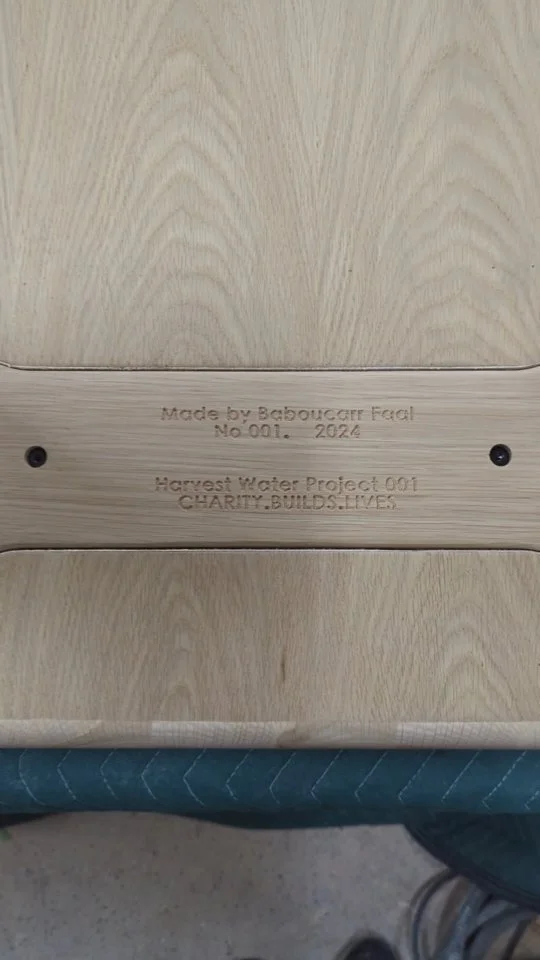 Made by Baboucarr Faal
No 001. 2024
Harvest Water Project 001
CHARITY.BUILDS.LIVES